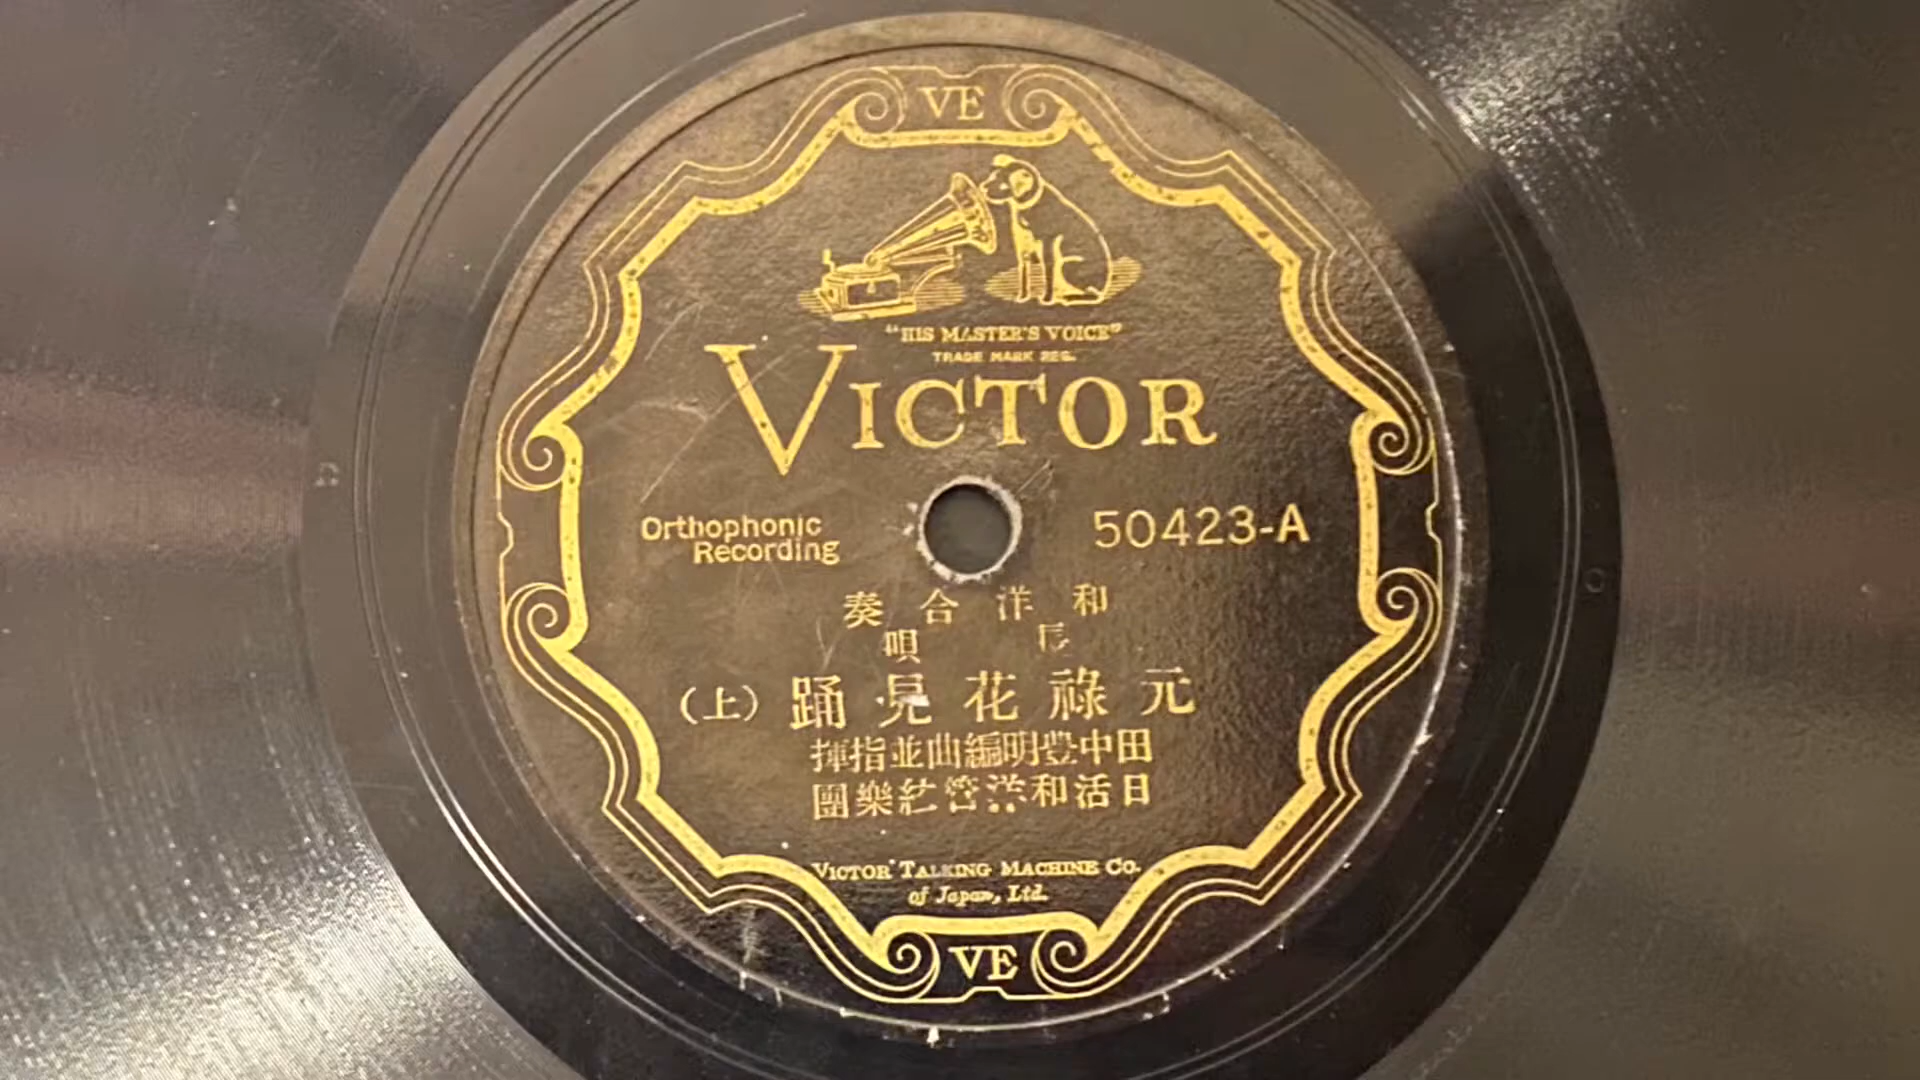 VE
"HIS MASTER'S VOICE"
TRADE MARK REG.
VICTOR
Orthophonic
Recording
50423-A
和洋合奏
長唄
元祿花見踊(上)
田中豊明編曲並指揮
日活和洋管絃樂團
VICTOR TALKING MACHINE CO.
of Japan, Ltd.
VE